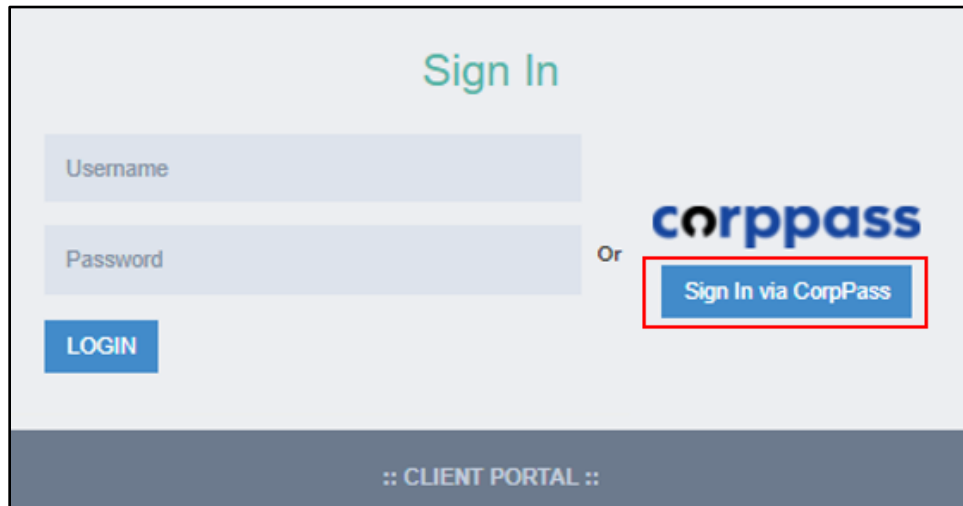 Sign In
Username
Password
LOGIN
Or
corppass
Sign In via CorpPass
:: CLIENT PORTAL ::